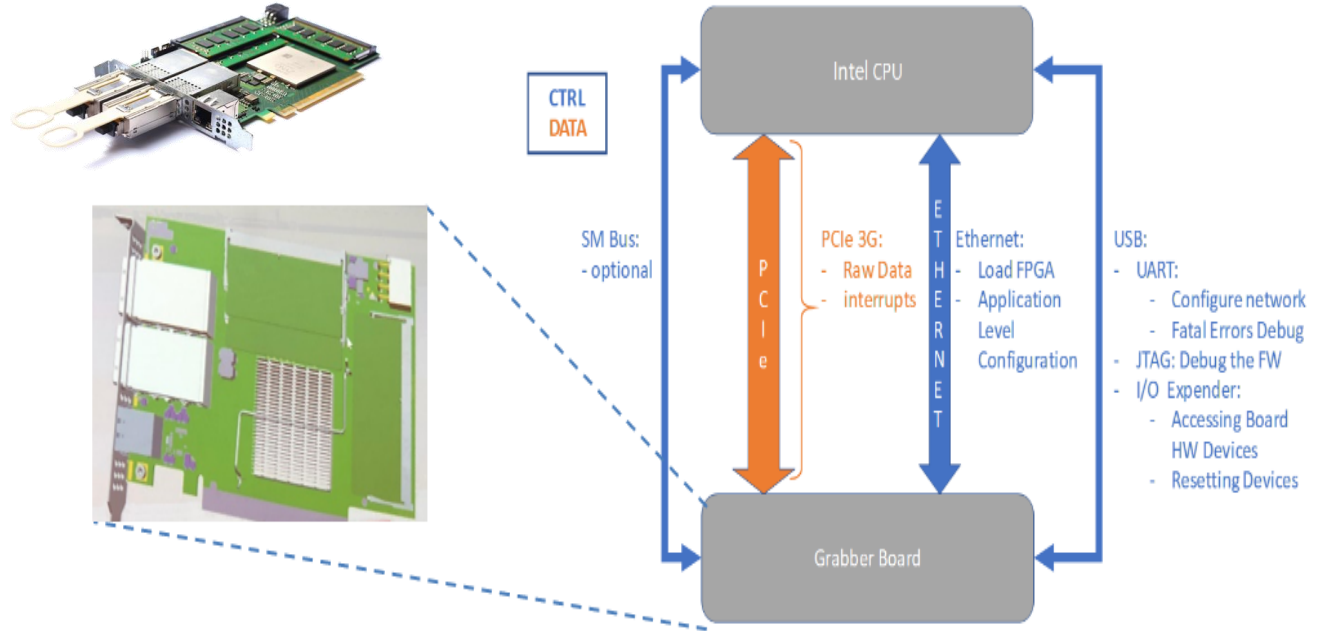 Intel CPU
CTRL
DATA
SM Bus:
- optional
PCIe
PCIe 3G:
- Raw Data
- interrupts
ETHERNET
Ethernet:
- Load FPGA
- Application
Level
Configuration
USB:
- UART:
- Configure network
- Fatal Errors Debug
- JTAG: Debug the FW
- I/O Expender:
- Accessing Board
HW Devices
- Resetting Devices
Grabber Board